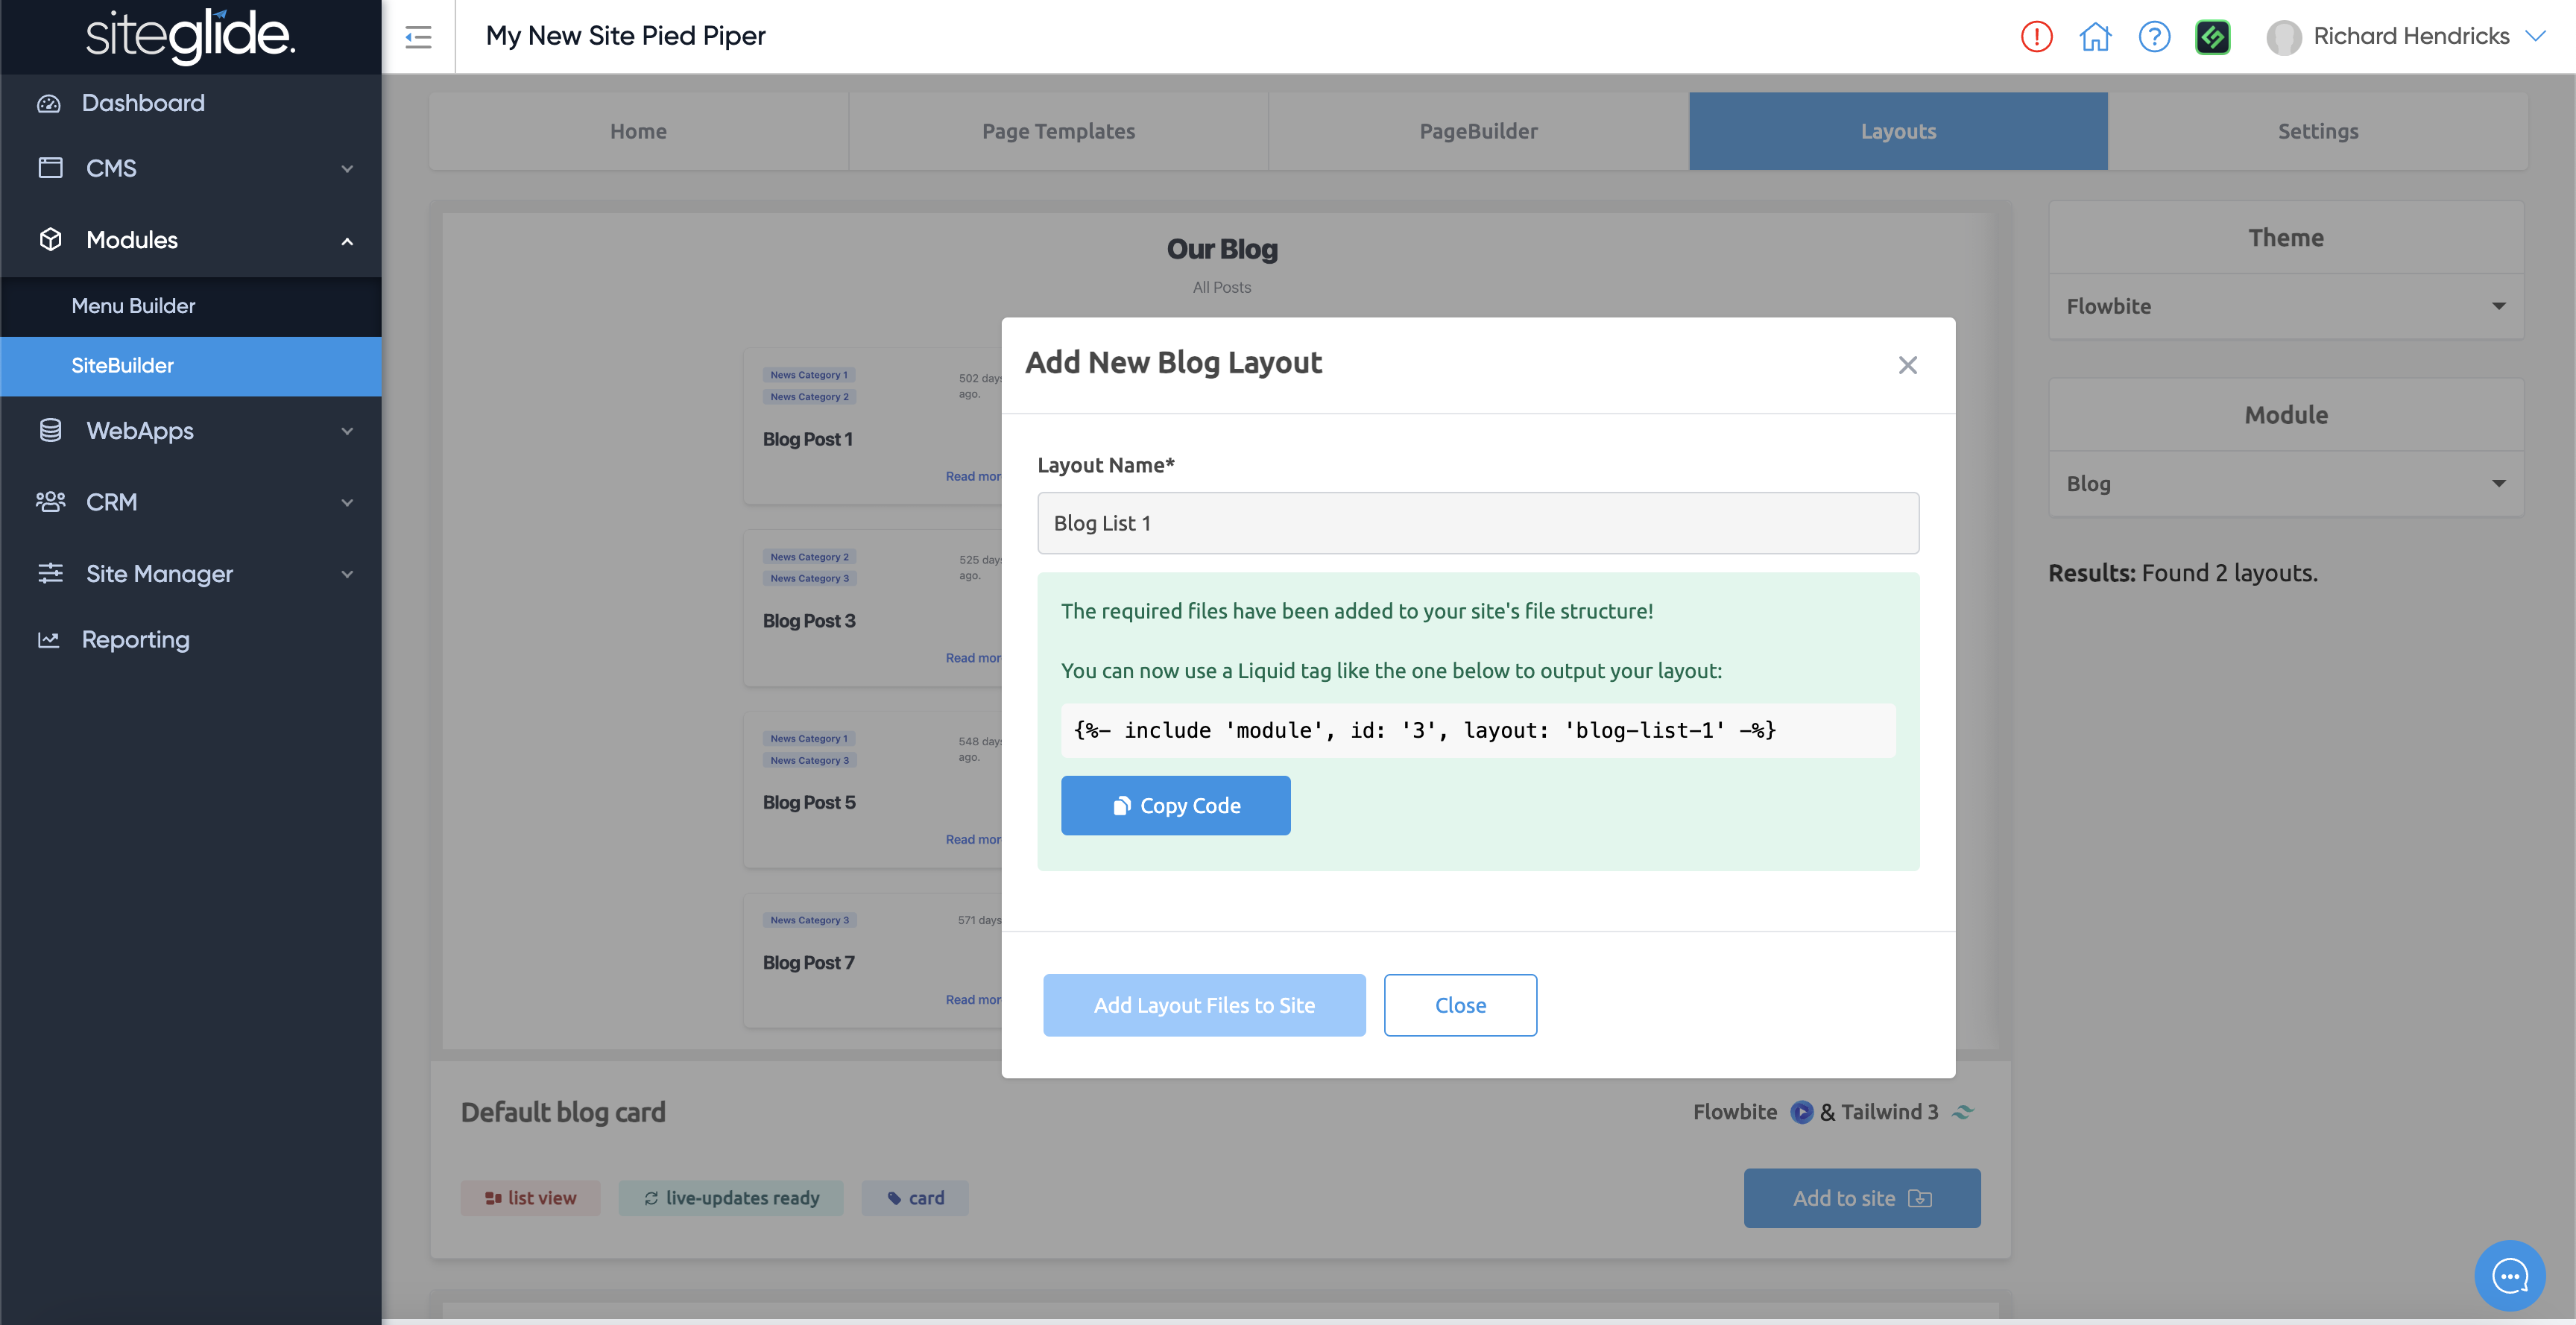 siteglide.
My New Site Pied Piper
Richard Hendricks
Dashboard
CMS
Modules
Menu Builder
SiteBuilder
WebApps
CRM
Site Manager
Reporting
Home
Page Templates
PageBuilder
Layouts
Settings
Our Blog
All Posts
News Category 1
News Category 2
502 days
ago.
Blog Post 1
Read mor
News Category 2
News Category 3
525 days
ago.
Blog Post 3
Read mor
News Category 1
News Category 3
548 days
ago.
Blog Post 5
Read mor
News Category 3
571 days
Blog Post 7
Read mor
Add New Blog Layout
Layout Name*
Blog List 1
The required files have been added to your site's file structure!
You can now use a Liquid tag like the one below to output your layout:
{%- include 'module', id: '3', layout: 'blog-list-1' -%}
Copy Code
Add Layout Files to Site
Close
Theme
Flowbite
Module
Blog
Results: Found 2 layouts.
Default blog card
Flowbite & Tailwind 3
list view
live-updates ready
card
Add to site